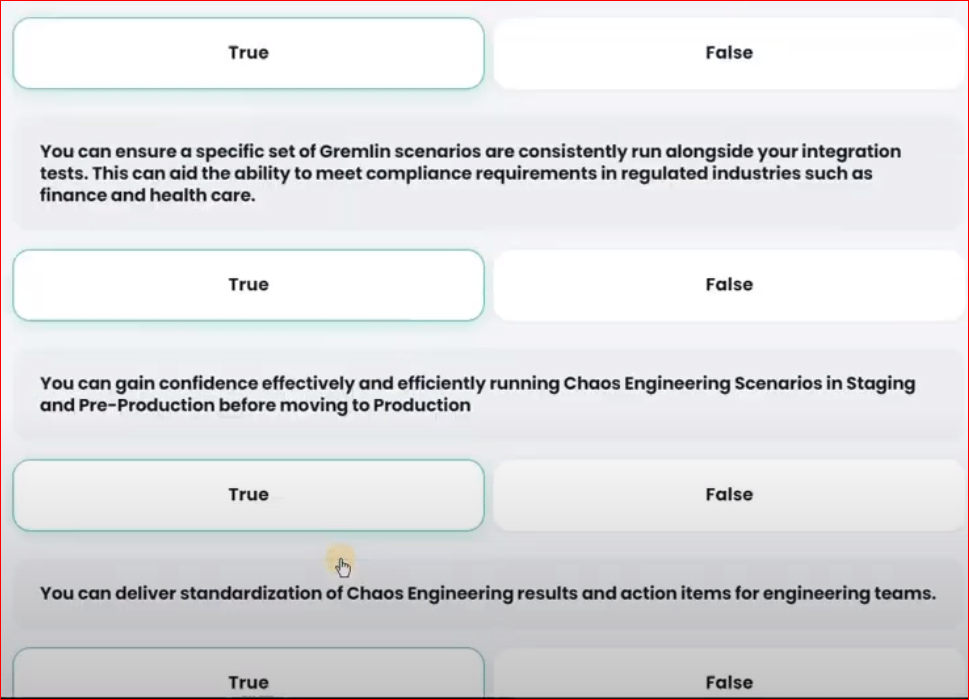 True False
You can ensure a specific set of Gremlin scenarios are consistently run alongside your integration
tests. This can aid the ability to meet compliance requirements in regulated industries such as
finance and health care.
True False
You can gain confidence effectively and efficiently running Chaos Engineering Scenarios in Staging
and Pre-Production before moving to Production
True False
You can deliver standardization of Chaos Engineering results and action items for engineering teams.
True False